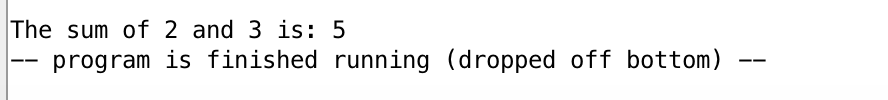 The sum of 2 and 3 is: 5
-- program is finished running (dropped off bottom) --